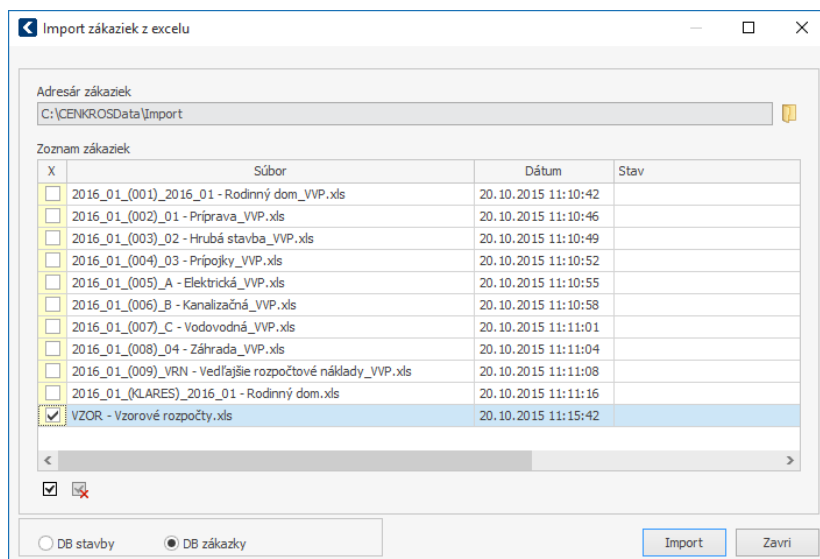 Import zákaziek z excelu
Adresár zákaziek
C:\CENKROSData\Import
Zoznam zákaziek
X Súbor Dátum Stav
2016_01_(001)_2016_01 - Rodinný dom_VVP.xls 20.10.2015 11:10:42
2016_01_(002)_01 - Príprava_VVP.xls 20.10.2015 11:10:46
2016_01_(003)_02 - Hrubá stavba_VVP.xls 20.10.2015 11:10:49
2016_01_(004)_03 - Prípojky_VVP.xls 20.10.2015 11:10:52
2016_01_(005)_A - Elektrická_VVP.xls 20.10.2015 11:10:55
2016_01_(006)_B - Kanalizačná_VVP.xls 20.10.2015 11:10:58
2016_01_(007)_C - Vodovodná_VVP.xls 20.10.2015 11:11:01
2016_01_(008)_04 - Záhrada_VVP.xls 20.10.2015 11:11:04
2016_01_(009)_VRN - Vedľajšie rozpočtové náklady_VVP.xls 20.10.2015 11:11:08
2016_01_(KLARES)_2016_01 - Rodinný dom.xls 20.10.2015 11:11:16
VZOR - Vzorové rozpočty.xls 20.10.2015 11:15:42
DB stavby DB zákazky Import Zavri